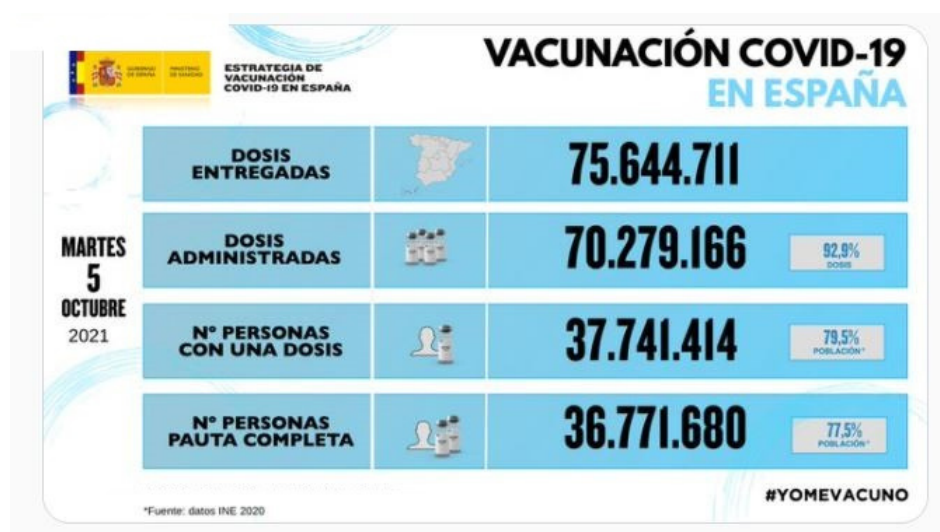 GOBIERNO
DE ESPAÑA
MINISTERIO
DE SANIDAD
ESTRATEGIA DE
VACUNACIÓN
COVID-19 EN ESPAÑA
VACUNACIÓN COVID-19
EN ESPAÑA
MARTES
5
OCTUBRE
2021
DOSIS
ENTREGADAS
75.644.711
DOSIS
ADMINISTRADAS
70.279.166
92,9%
DOSIS
Nº PERSONAS
CON UNA DOSIS
37.741.414
79,5%
POBLACIÓN*
Nº PERSONAS
PAUTA COMPLETA
36.771.680
77,5%
POBLACIÓN*
#YOMEVACUNO
*Fuente: datos INE 2020